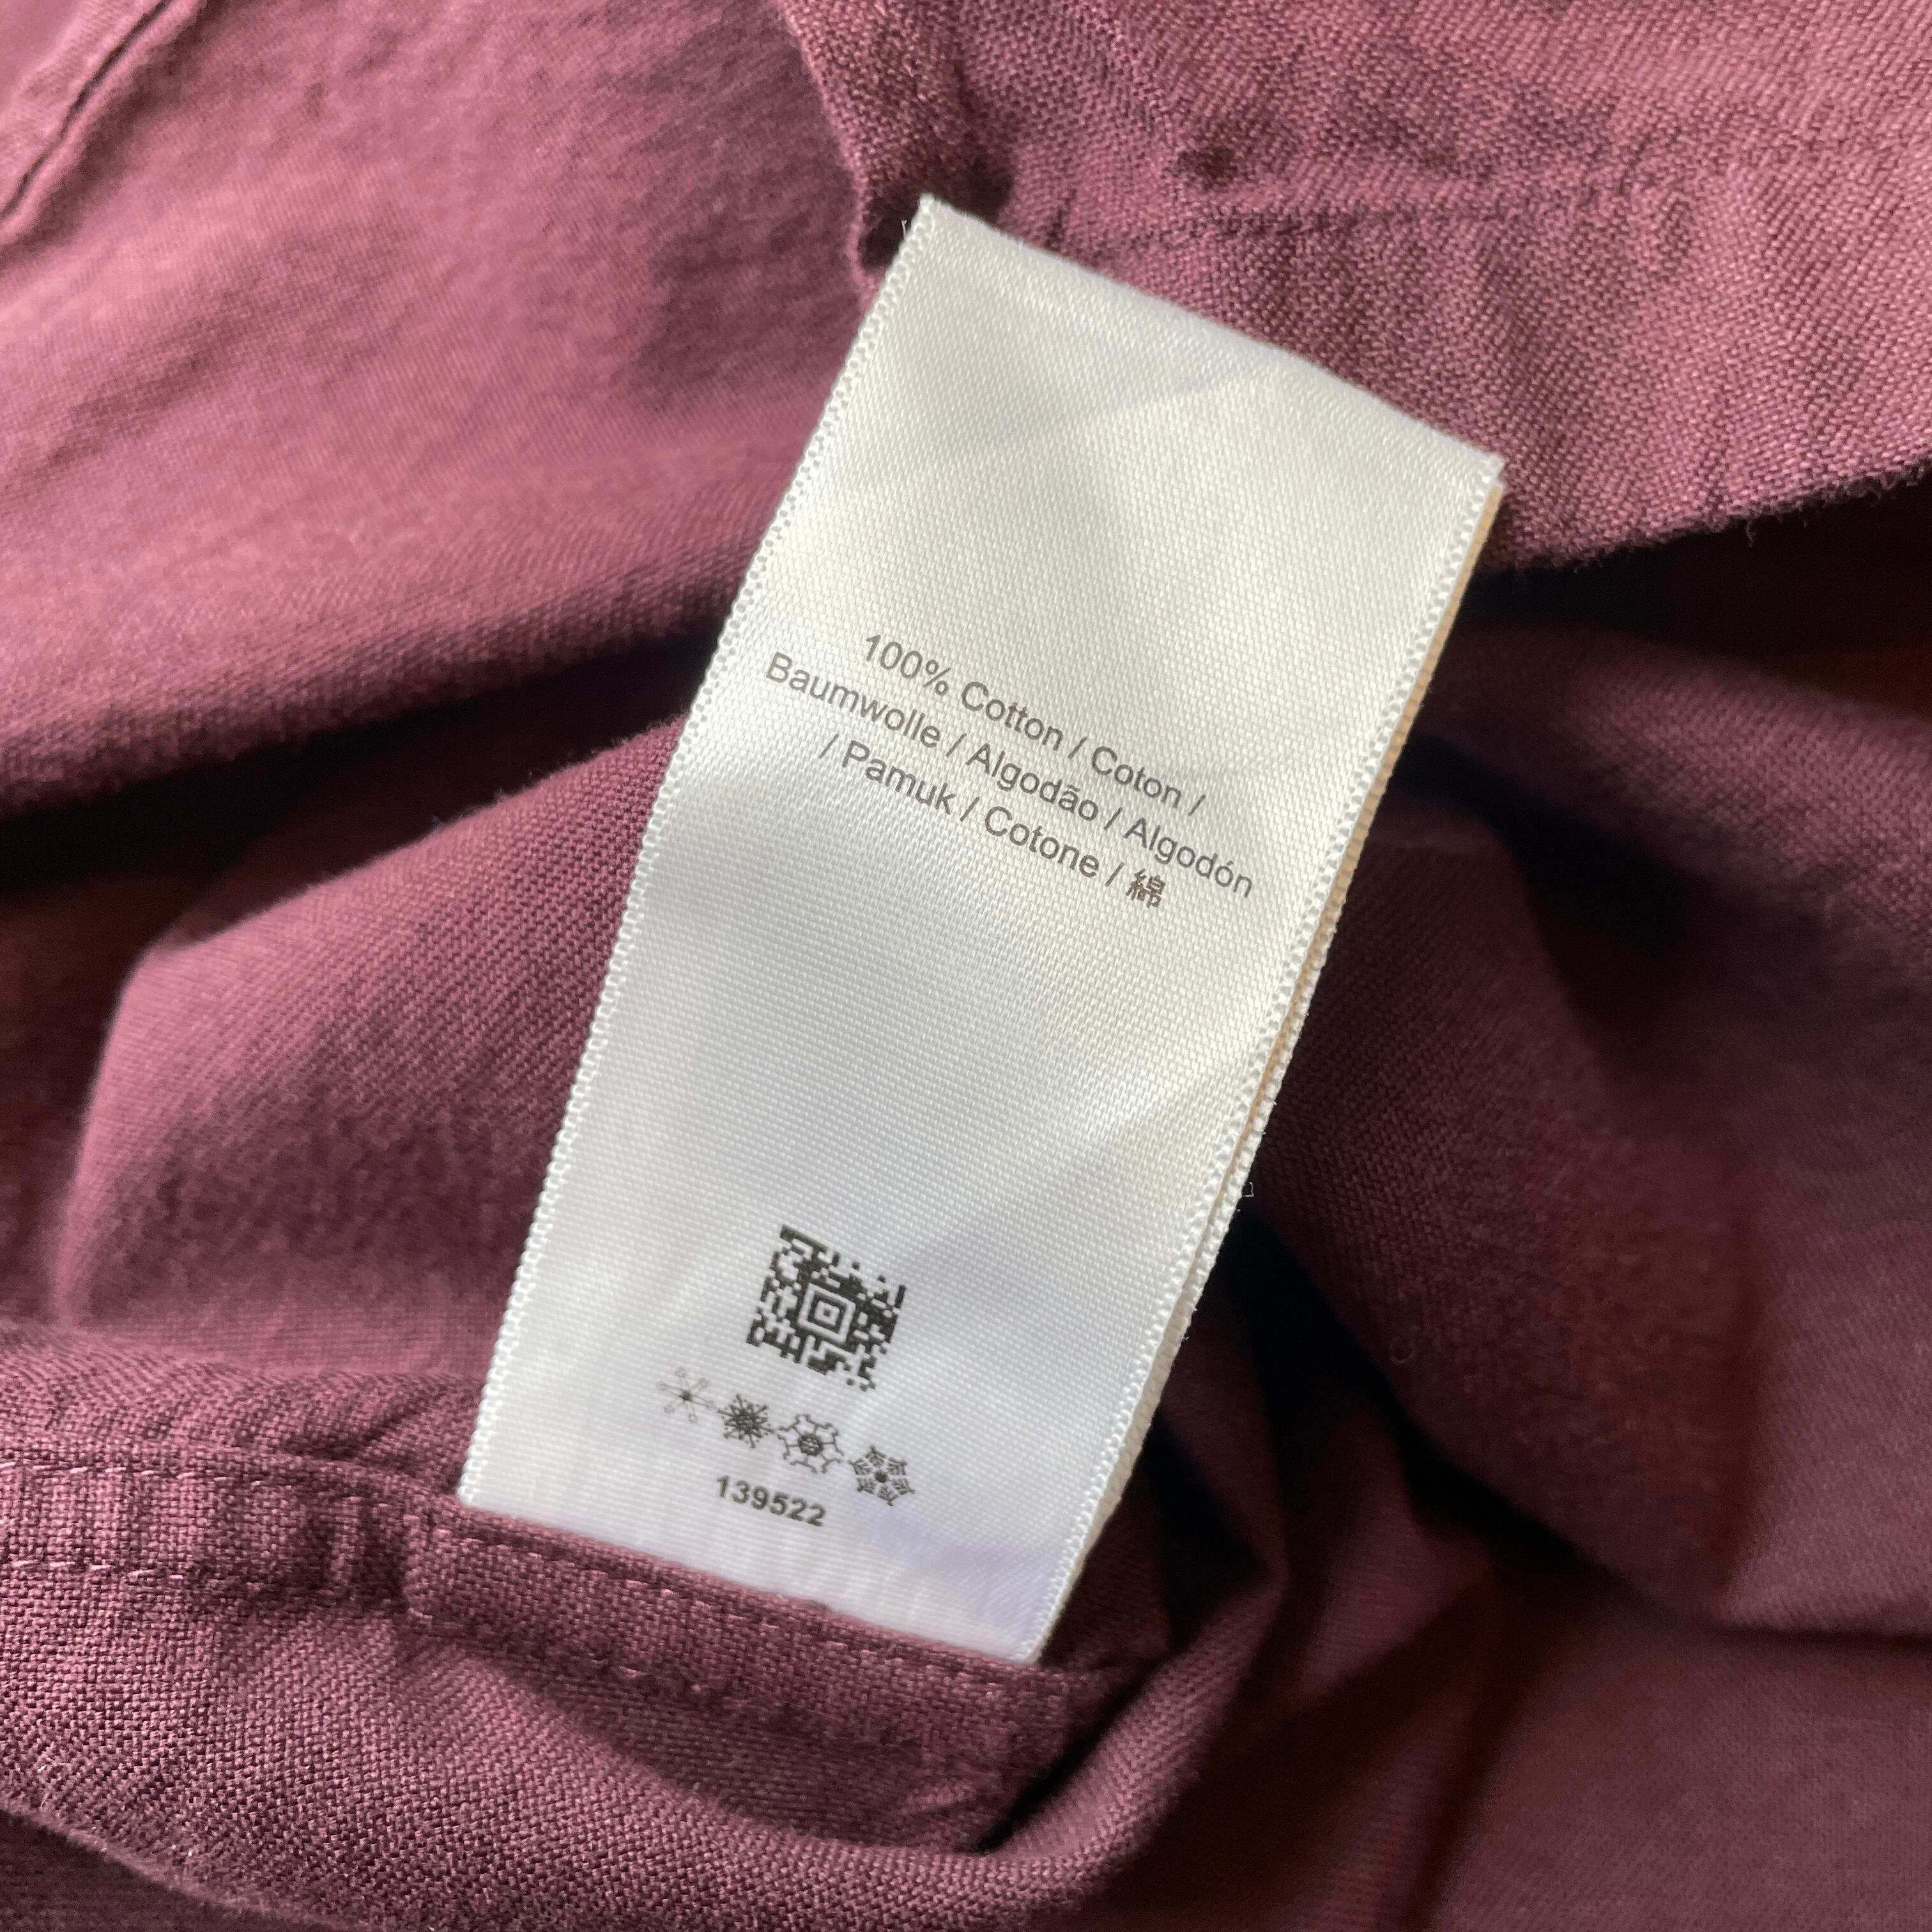 100% Cotton / Coton /
Baumwolle / Algodão / Algodón
/ Pamuk / Cotone / 綿
139522